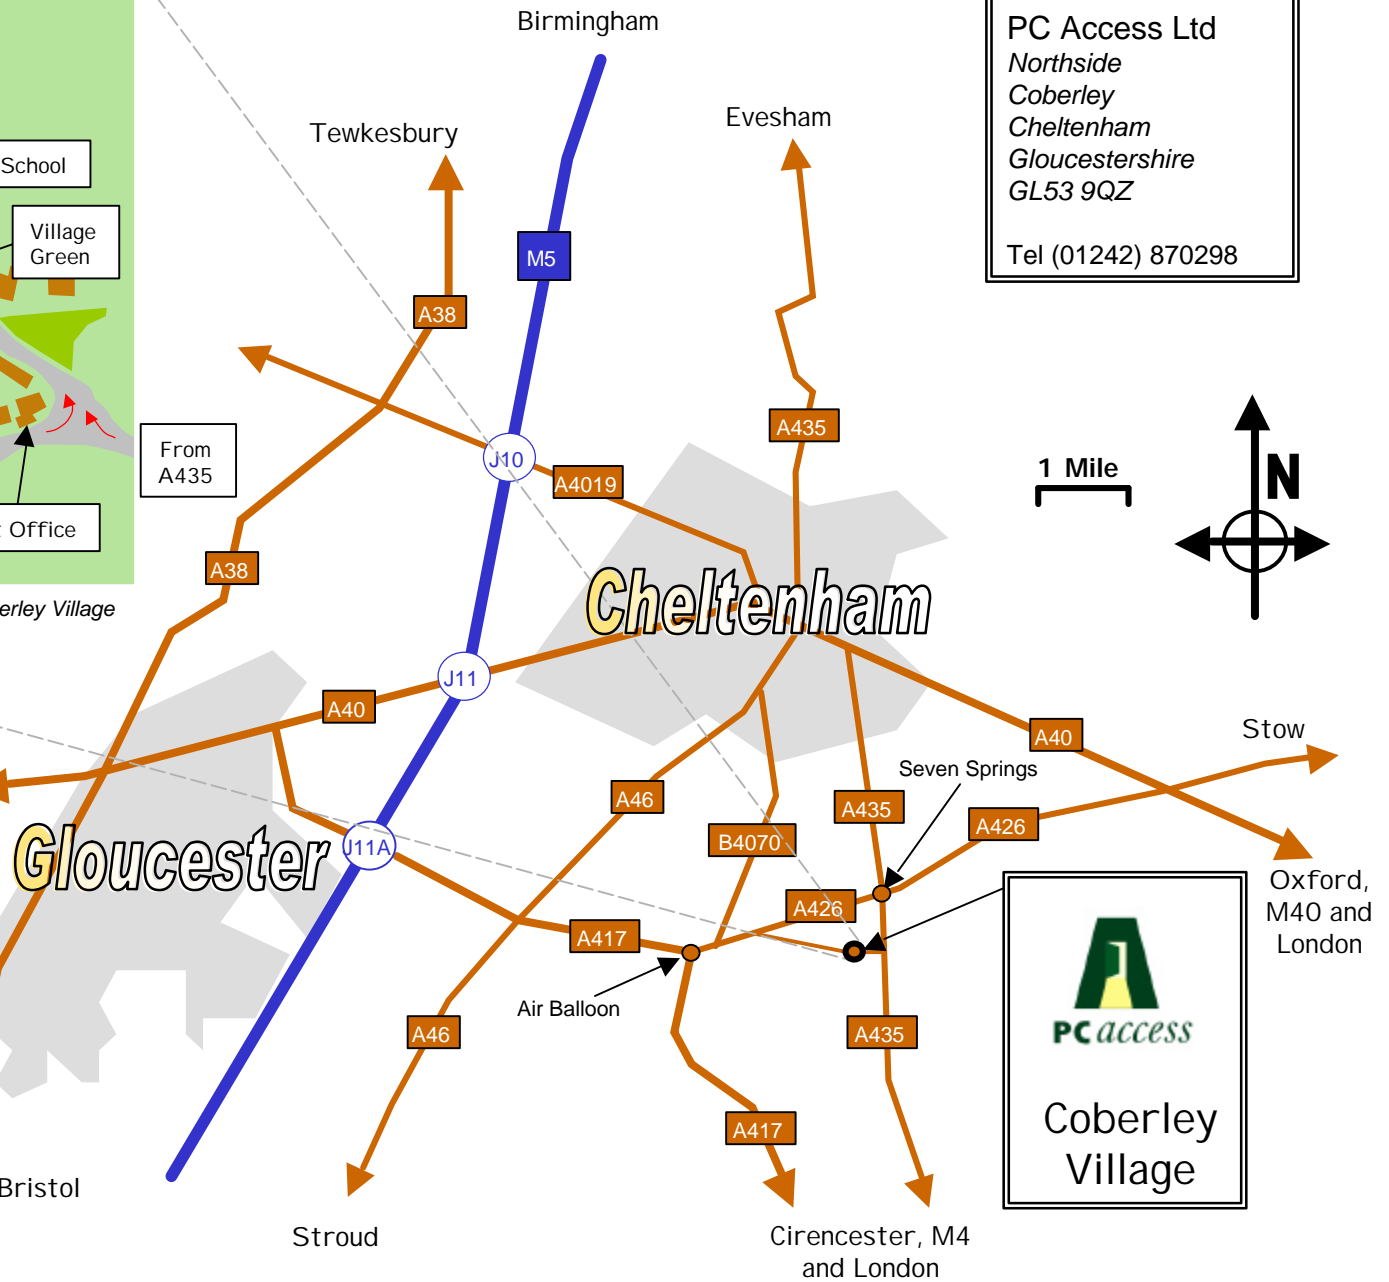 Birmingham
PC Access Ltd
Northside
Coberley
Cheltenham
Gloucestershire
GL53 9QZ
Tel (01242) 870298
Evesham
Tewkesbury
School
Village
Green
M5
A38
A435
From
A435
J10
A4019
1 Mile
N
Office
A38
erley Village
Cheltenham
J11
A40
Stow
A40
Seven Springs
A46
A435
A426
B4070
Gloucester
J11A
A426
A417
Oxford,
M40 and
London
Air Balloon
A46
A435
PC access
Coberley
Village
A417
Bristol
Stroud
Cirencester, M4
and London